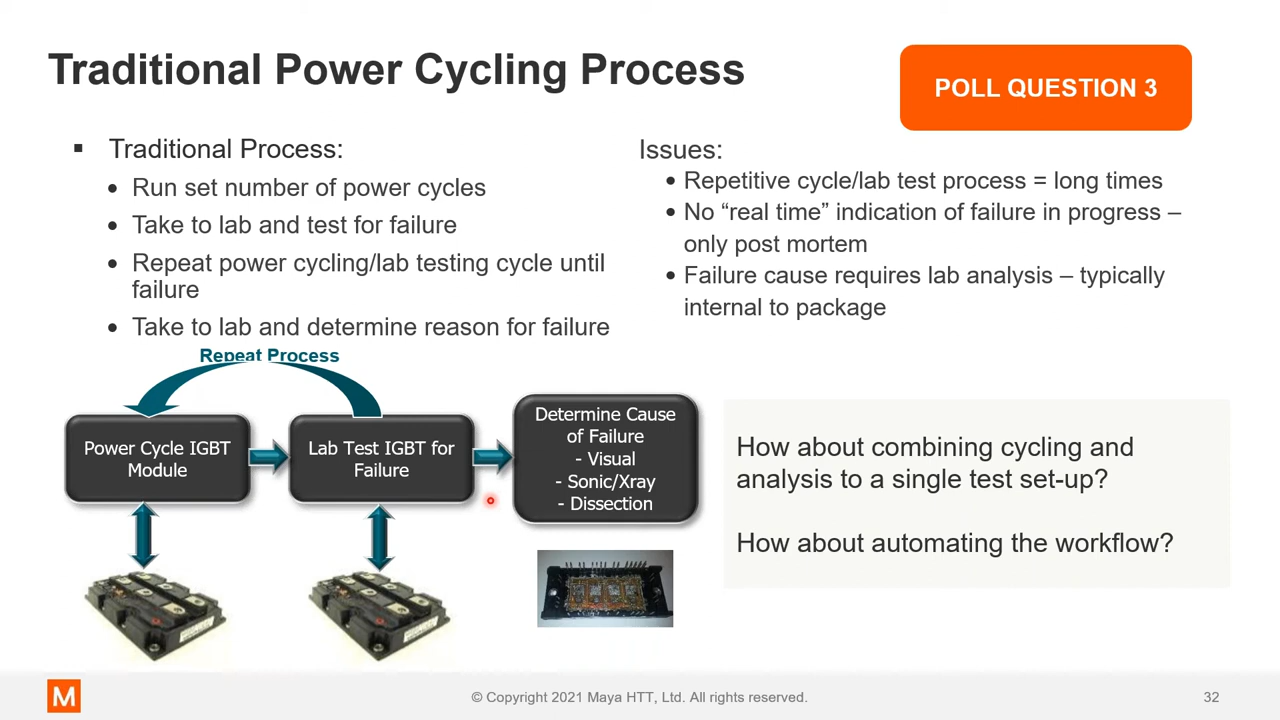 Traditional Power Cycling Process
POLL QUESTION 3
Traditional Process:
Run set number of power cycles
Take to lab and test for failure
Repeat power cycling/lab testing cycle until
failure
Take to lab and determine reason for failure
Issues:
Repetitive cycle/lab test process = long times
No “real time” indication of failure in progress –
only post mortem
Failure cause requires lab analysis – typically
internal to package
Repeat Process
Power Cycle IGBT
Module
Lab Test IGBT for
Failure
Determine Cause
of Failure
- Visual
- Sonic/Xray
- Dissection
How about combining cycling and
analysis to a single test set-up?
How about automating the workflow?
M
© Copyright 2021 Maya HTT, Ltd. All rights reserved.
32